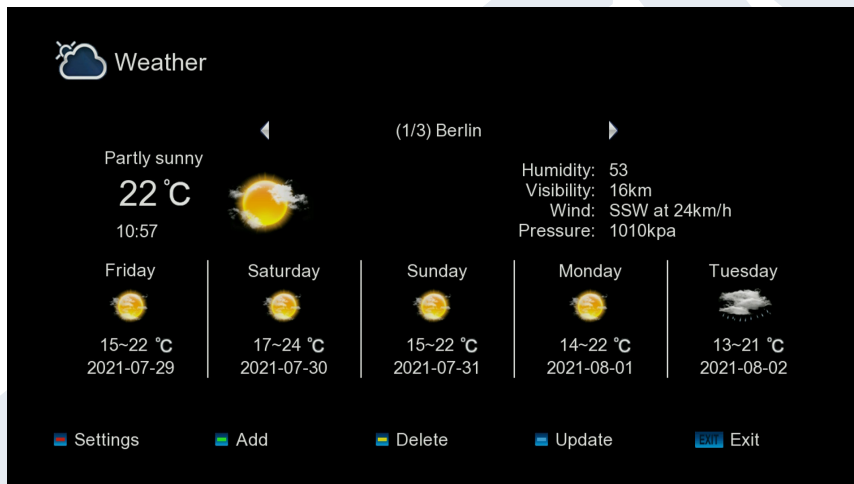 Weather
(1/3) Berlin
Partly sunny
22 °C
10:57
Humidity: 53
Visibility: 16km
Wind: SSW at 24km/h
Pressure: 1010kpa
Friday Saturday Sunday Monday Tuesday
15~22 °C 17~24 °C 15~22 °C 14~22 °C 13~21 °C
2021-07-29 2021-07-30 2021-07-31 2021-08-01 2021-08-02
Settings Add Delete Update EXIT Exit